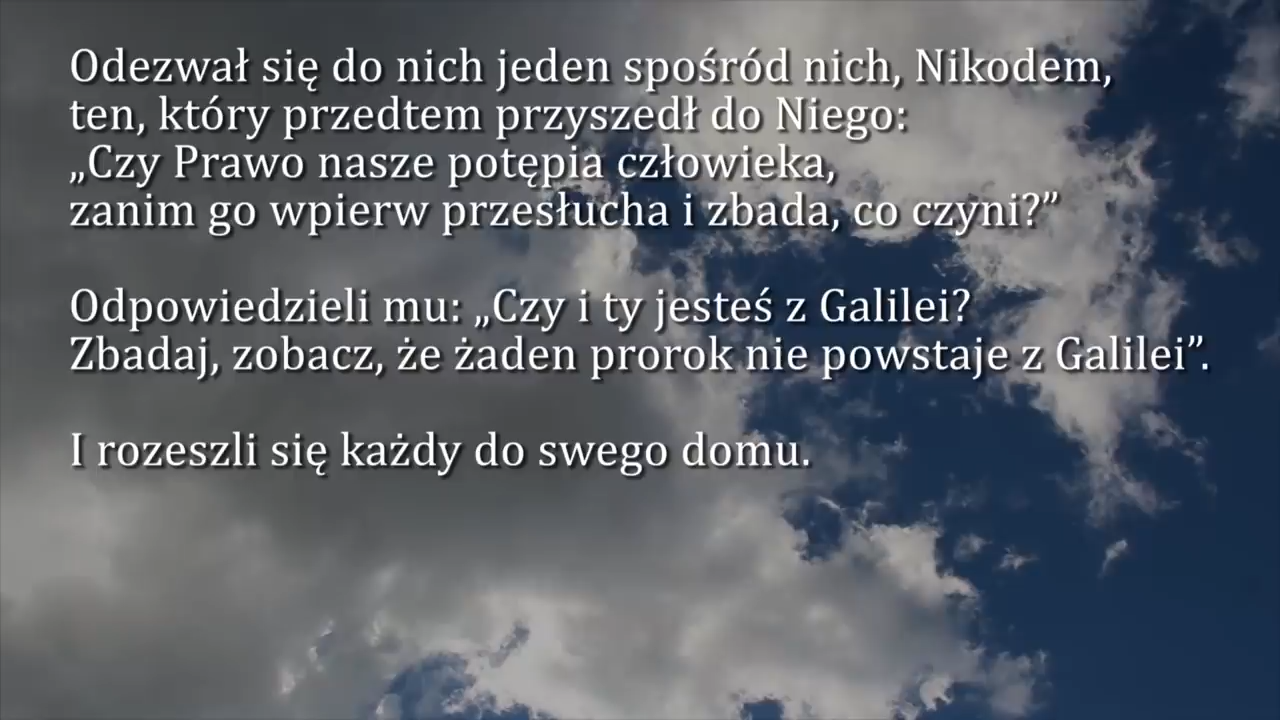 Odezwał się do nich jeden spośród nich, Nikodem,
ten, który przedtem przyszedł do Niego:
„Czy Prawo nasze potępia człowieka,
zanim go wpierw przesłucha i zbada, co czyni?”
Odpowiedzieli mu: „Czy i ty jesteś z Galilei?
Zbadaj, zobacz, że żaden prorok nie powstaje z Galilei”.
I rozeszli się każdy do swego domu.